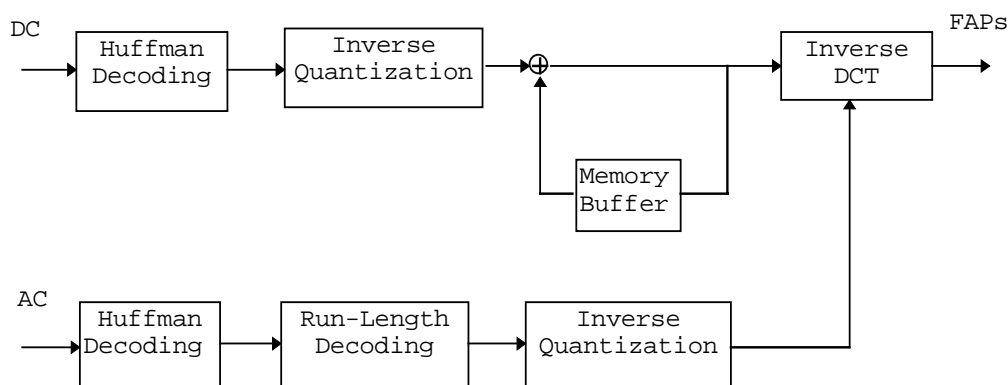 DC
Huffman
Decoding
Inverse
Quantization
Inverse
DCT
FAPs
Memory
Buffer
AC
Huffman
Decoding
Run-Length
Decoding
Inverse
Quantization